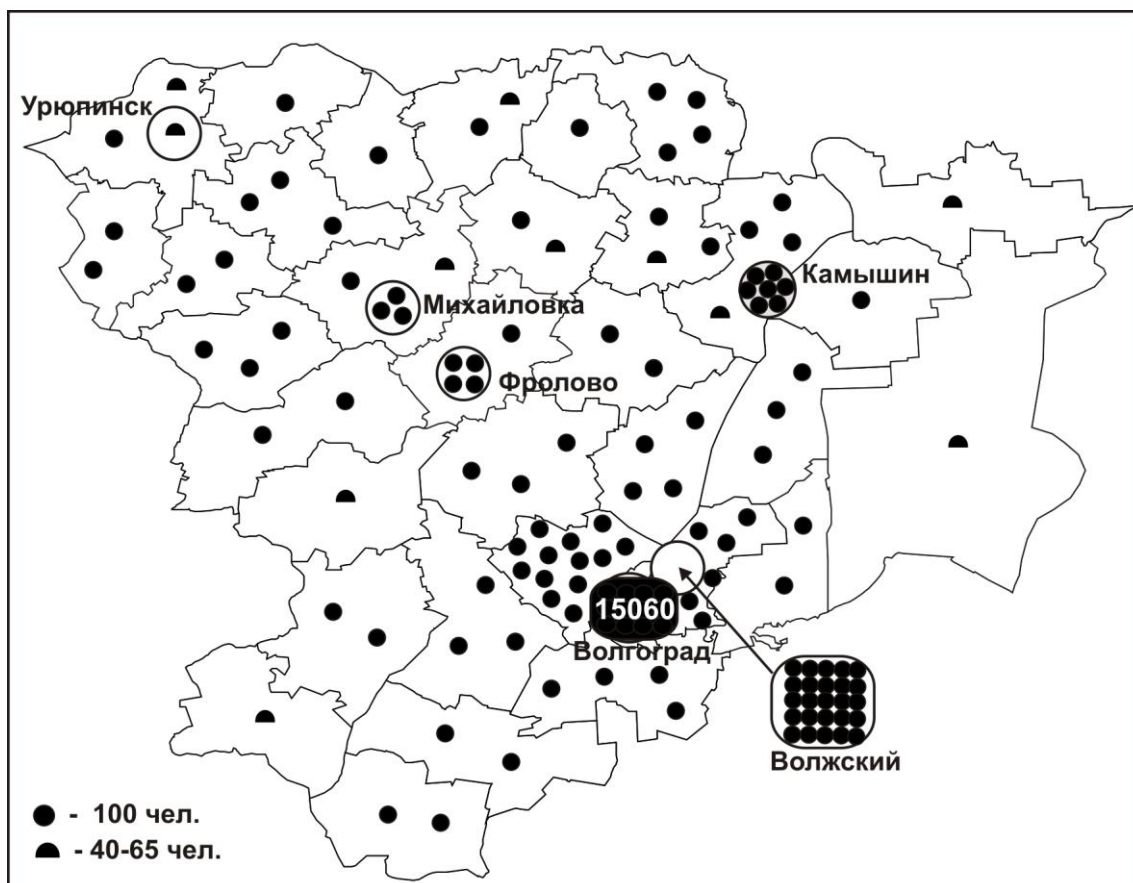 Урюпинск
Камышин
Михайловка
Фролово
15060
Волгоград
Волжский
- 100 чел.
- 40-65 чел.